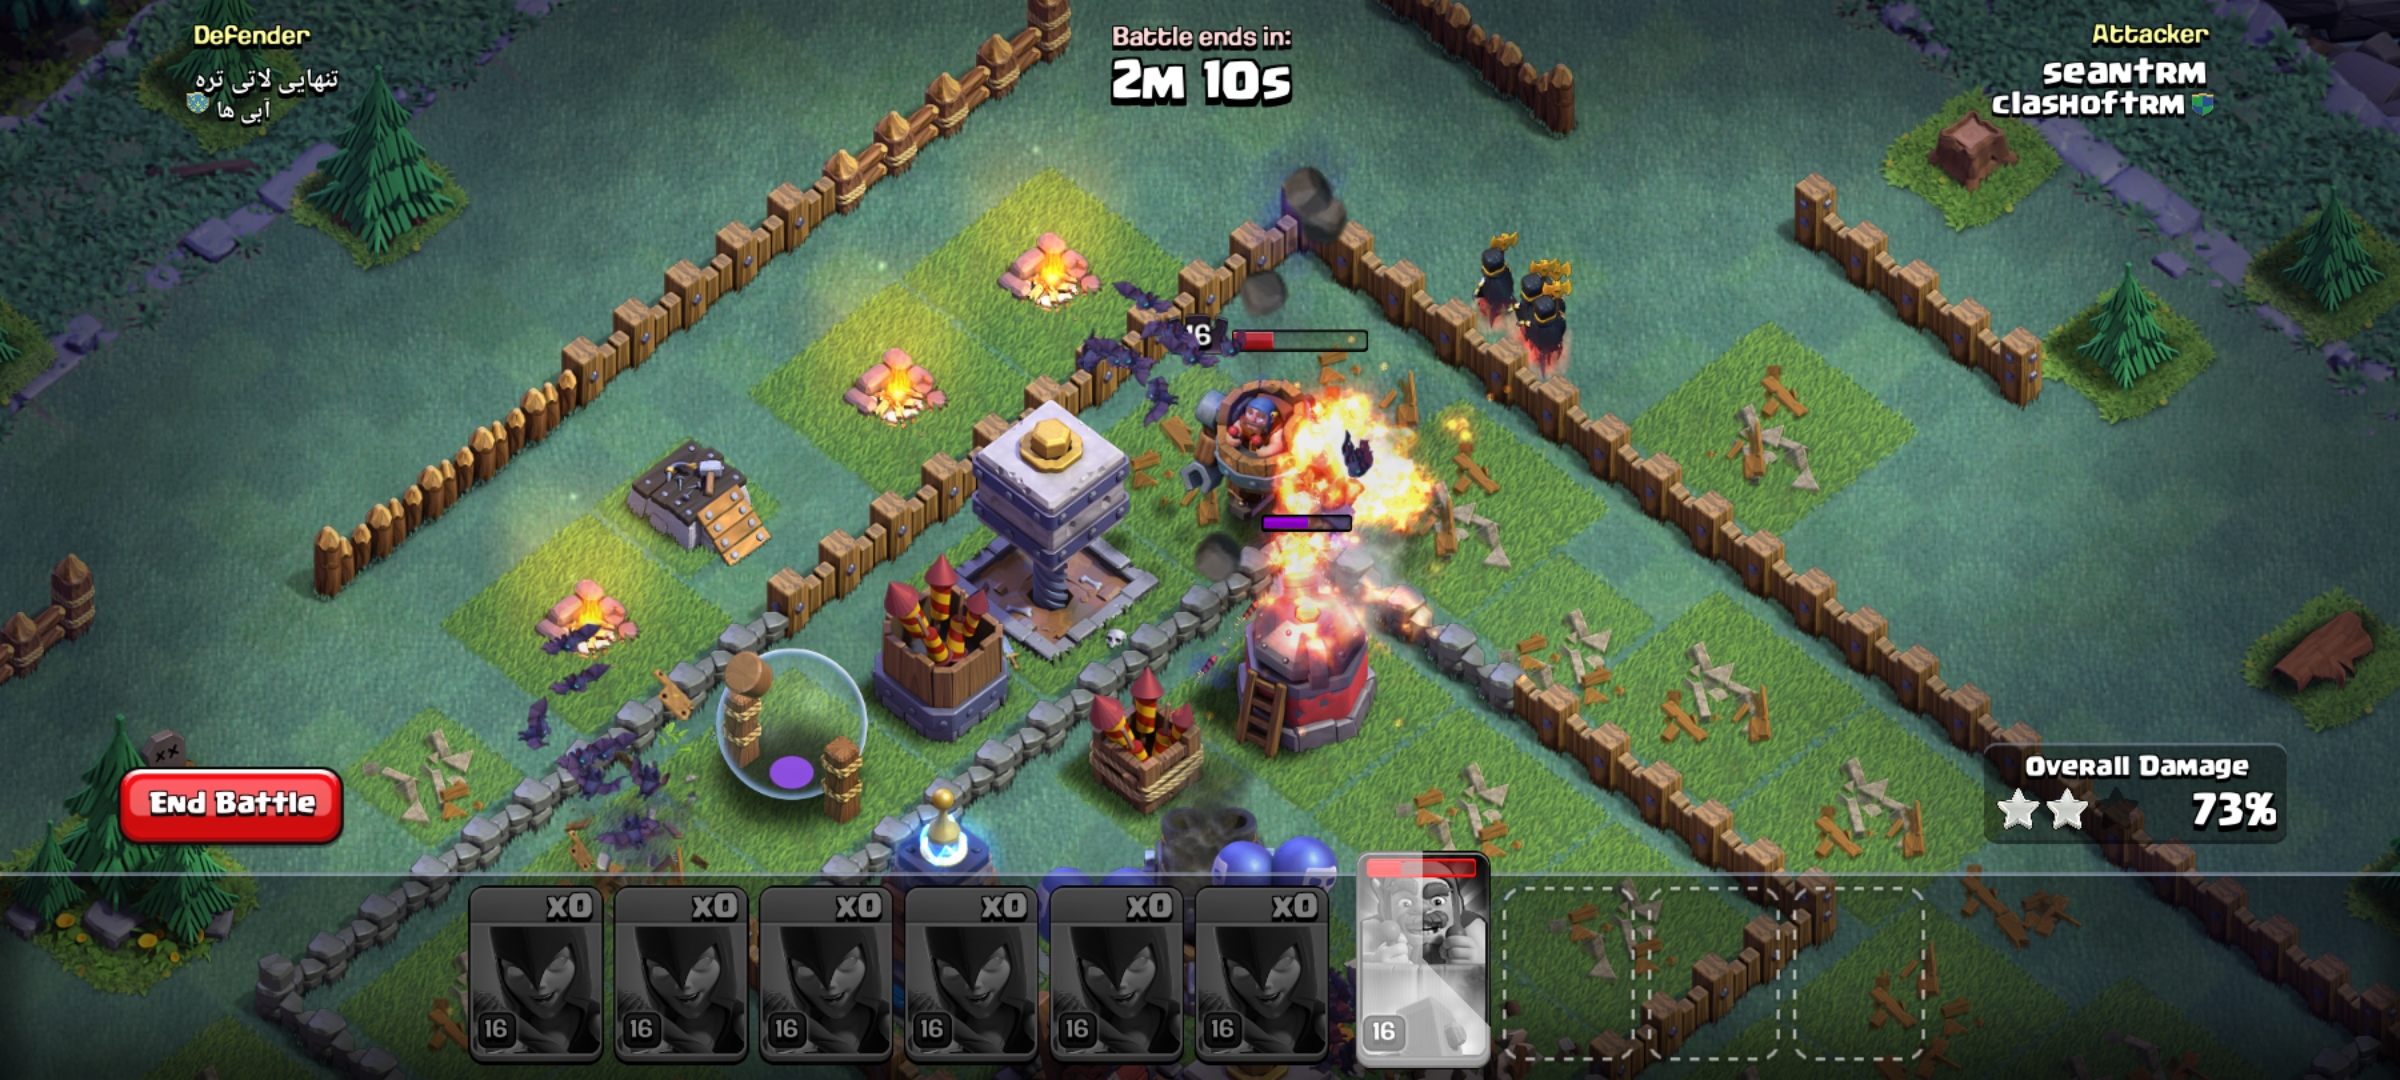 Defender
تنهایی لاتی تره
آبی ها
Battle ends in:
2M 10s
Attacker
seantRM
clashoftRM
16
End Battle
Overall Damage
73%
x0 x0 x0 x0 x0 x0
16 16 16 16 16 16 16